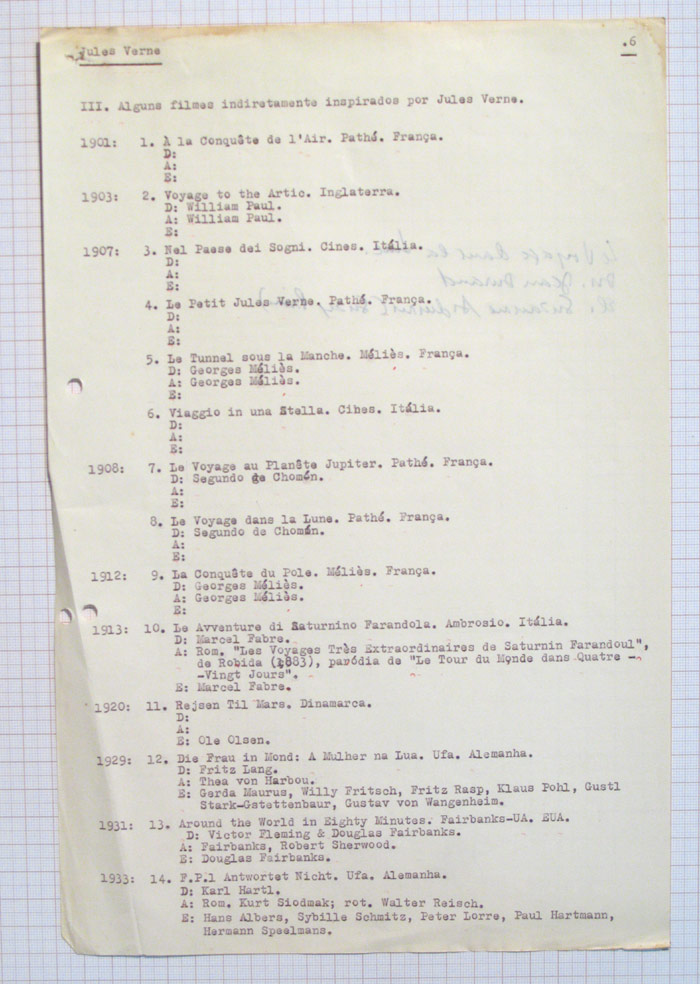 Jules Verne
.6
III. Alguns filmes indiretamente inspirados por Jules Verne.
1901: 1. À la Conquête de l'Air. Pathé. França.
D:
A:
E:
1903: 2. Voyage to the Artic. Inglaterra.
D: William Paul.
A: William Paul.
E:
1907: 3. Nel Paese dei Sogni. Cines. Itália.
D:
A:
E:
4. Le Petit Jules Verne. Pathé. França.
D:
A:
E:
5. Le Tunnel sous la Manche. Méliès. França.
D: Georges Méliès.
A: Georges Méliès.
E:
6. Viaggio in una Stella. Cines. Itália.
D:
A:
E:
1908: 7. Le Voyage au Planête Jupiter. Pathé. França.
D: Segundo de Chomón.
A:
E:
8. Le Voyage dans la Lune. Pathé. França.
D: Segundo de Chomón.
A:
E:
1912: 9. La Conquête du Pole. Méliès. França.
D: Georges Méliès.
A: Georges Méliès.
E:
1913: 10. Le Avventure di Saturnino Farandola. Ambrosio. Itália.
D: Marcel Fabre.
A: Rom. "Les Voyages Très Extraordinaires de Saturnin Farandoul",
de Robida (1883), paródia de "Le Tour du Monde dans Quatre -
-Vingt Jours".
E: Marcel Fabre.
1920: 11. Rejsen Til Mars. Dinamarca.
D:
A:
E: Ole Olsen.
1929: 12. Die Frau in Mond: A Mulher na Lua. Ufa. Alemanha.
D: Fritz Lang.
A: Thea von Harbou.
E: Gerda Maurus, Willy Fritsch, Fritz Rasp, Klaus Pohl, Gustl
Stark-Gstettenbaur, Gustav von Wangenheim.
1931: 13. Around the World in Eighty Minutes. Fairbanks-UA. EUA.
D: Victor Fleming & Douglas Fairbanks.
A: Fairbanks, Robert Sherwood.
E: Douglas Fairbanks.
1933: 14. F.P.1 Antwortet Nicht. Ufa. Alemanha.
D: Karl Hartl.
A: Rom. Kurt Siodmak; rot. Walter Reisch.
E: Hans Albers, Sybille Schmitz, Peter Lorre, Paul Hartmann,
Hermann Speelmans.